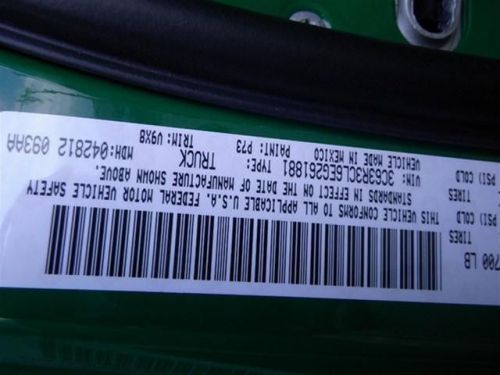 700 LB
TIRES
PSI COLD
TIRES
PSI COLD
THIS VEHICLE CONFORMS TO ALL APPLICABLE U.S.A. FEDERAL MOTOR VEHICLE SAFETY
STANDARDS IN EFFECT ON THE DATE OF MANUFACTURE SHOWN ABOVE.
VIN: TYPE: TRUCK
VEHICLE MADE IN MEXICO PAINT: P73 TRIM: V9X8 MDH:042812 093AA